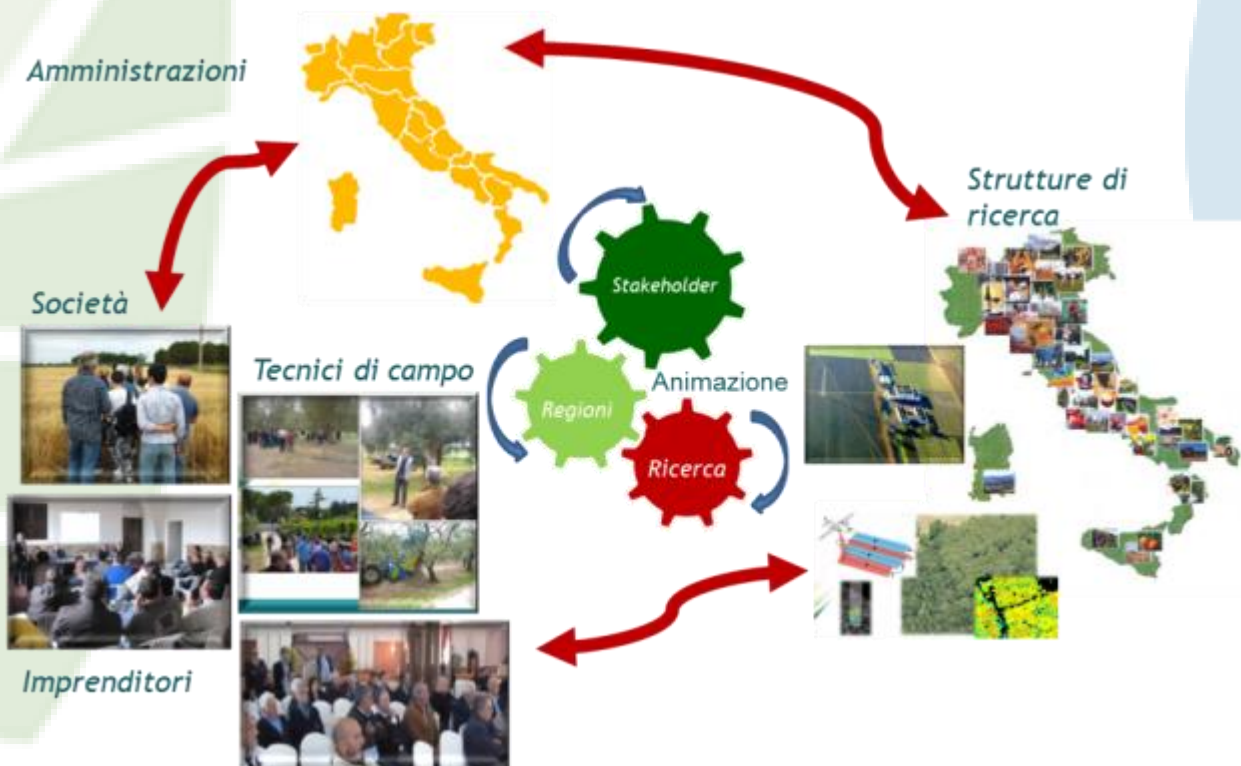 Amministrazioni
Strutture di
ricerca
Stakeholder
Società
Tecnici di campo
Animazione
Regioni
Ricerca
Imprenditori